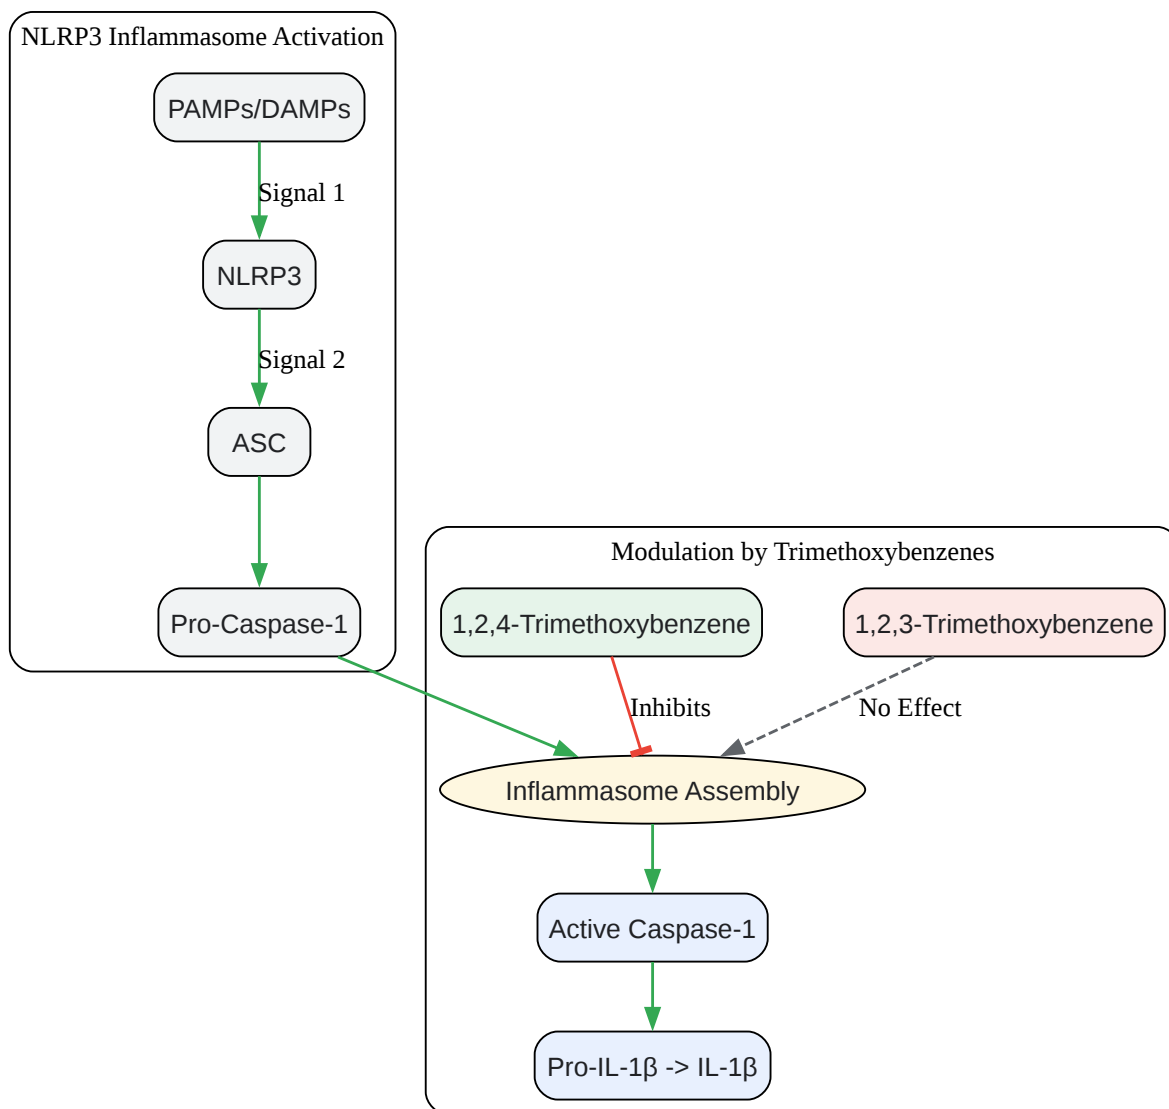 NLRP3 Inflammasome Activation
PAMPs/DAMPs
Signal 1
NLRP3
Signal 2
ASC
Pro-Caspase-1
Modulation by Trimethoxybenzenes
1,2,4-Trimethoxybenzene
1,2,3-Trimethoxybenzene
Inhibits
No Effect
Inflammasome Assembly
Active Caspase-1
Pro-IL-1β -> IL-1β